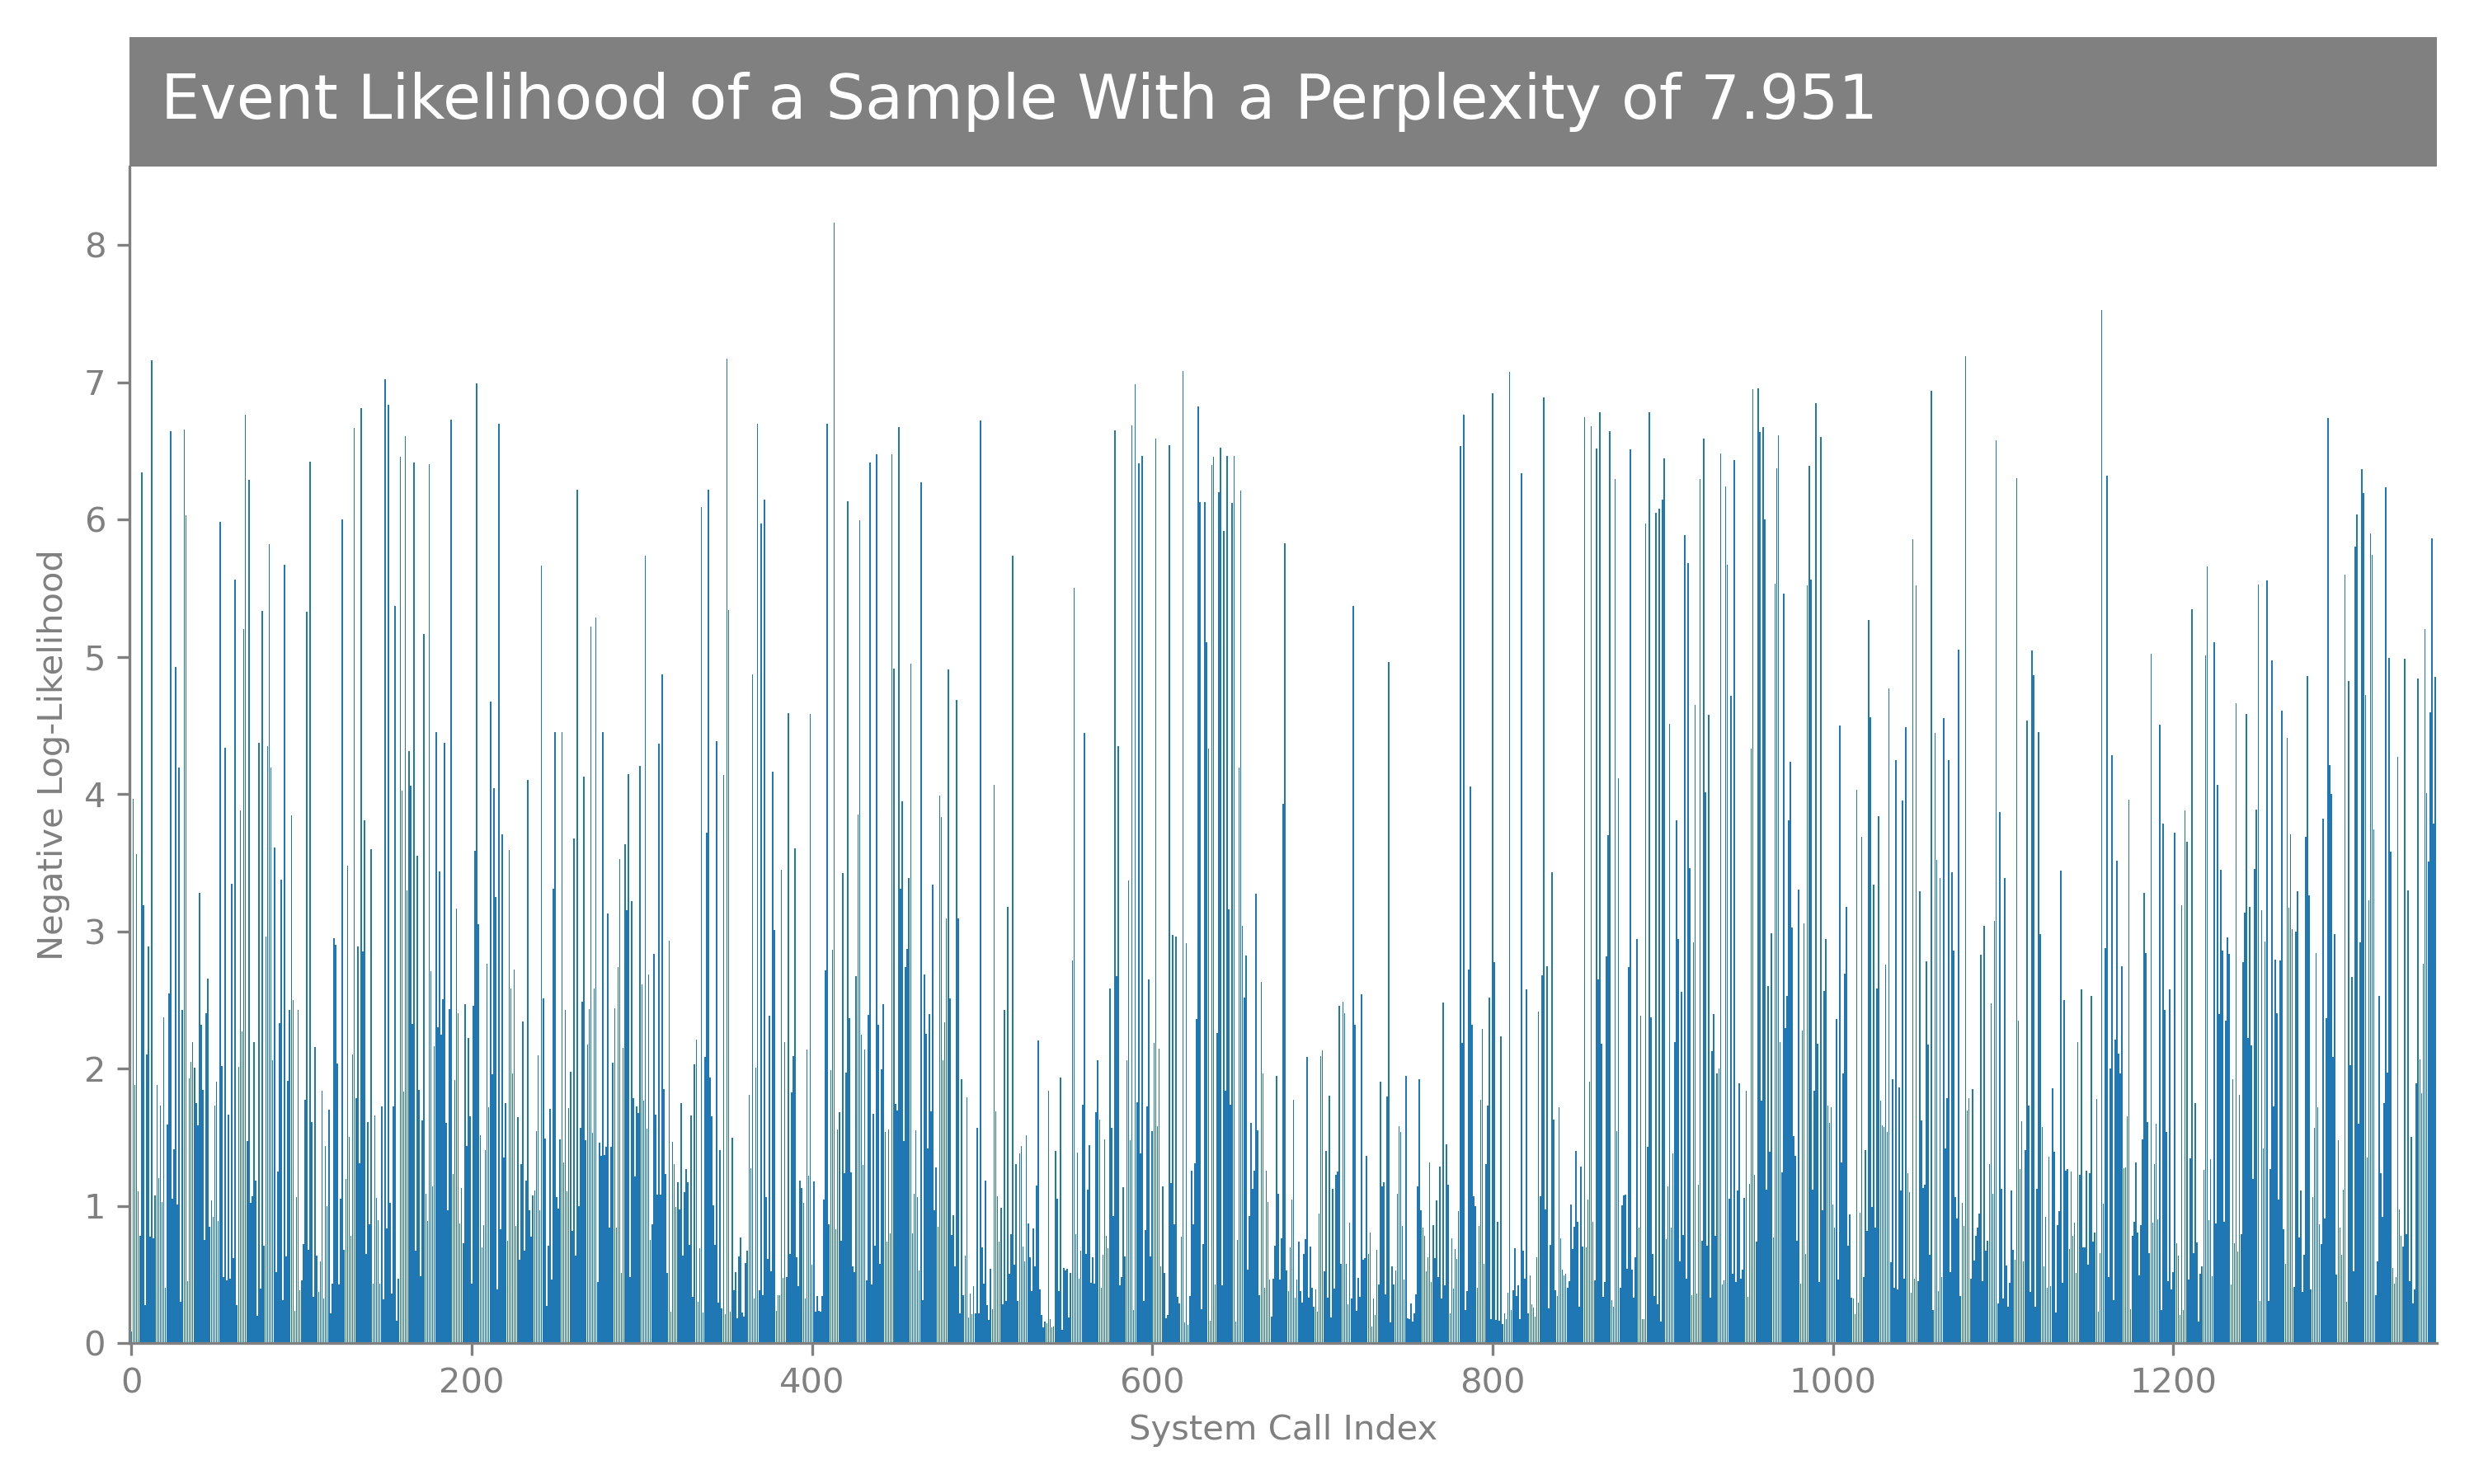 Event Likelihood of a Sample With a Perplexity of 7.951
Negative Log-Likelihood
8
7
6
5
4
3
2
1
0
0 200 400 600 800 1000 1200
System Call Index